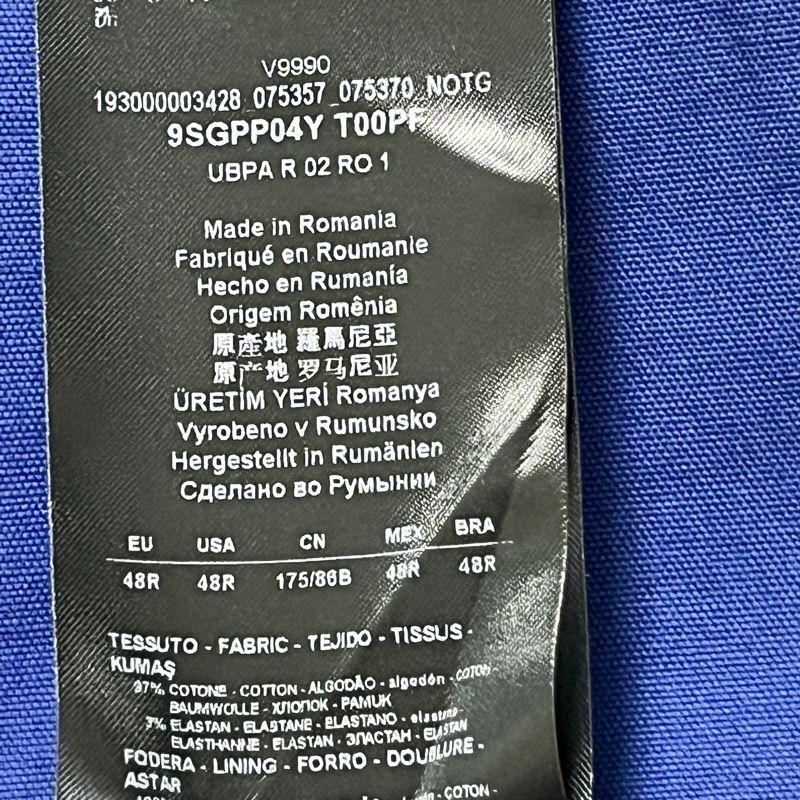 V9990
193000003428_075357_075370_NOTG
9SGPP04Y T00PF
UBPA R 02 RO 1
Made in Romania
Fabriqué en Roumanie
Hecho en Rumanía
Origem Romênia
原產地 羅馬尼亞
原产地 罗马尼亚
ÜRETİM YERİ Romanya
Vyrobeno v Rumunsko
Hergestellt in Rumänien
Сделано во Румынии
EU USA CN MEX BRA
48R 48R 175/86B 48R 48R
TESSUTO - FABRIC - TEJIDO - TISSUS -
KUMAŞ
97% COTONE - COTTON - ALGODÃO - algodón - COTON -
BAUMWOLLE - ХЛОПОК - PAMUK
3% ELASTAN - ELASTANE - ELASTANO - elastano -
ELASTHANNE - ELASTAN - ЭЛАСТАН - ELASTAN
FODERA - LINING - FORRO - DOUBLURE -
ASTAR
COTON -